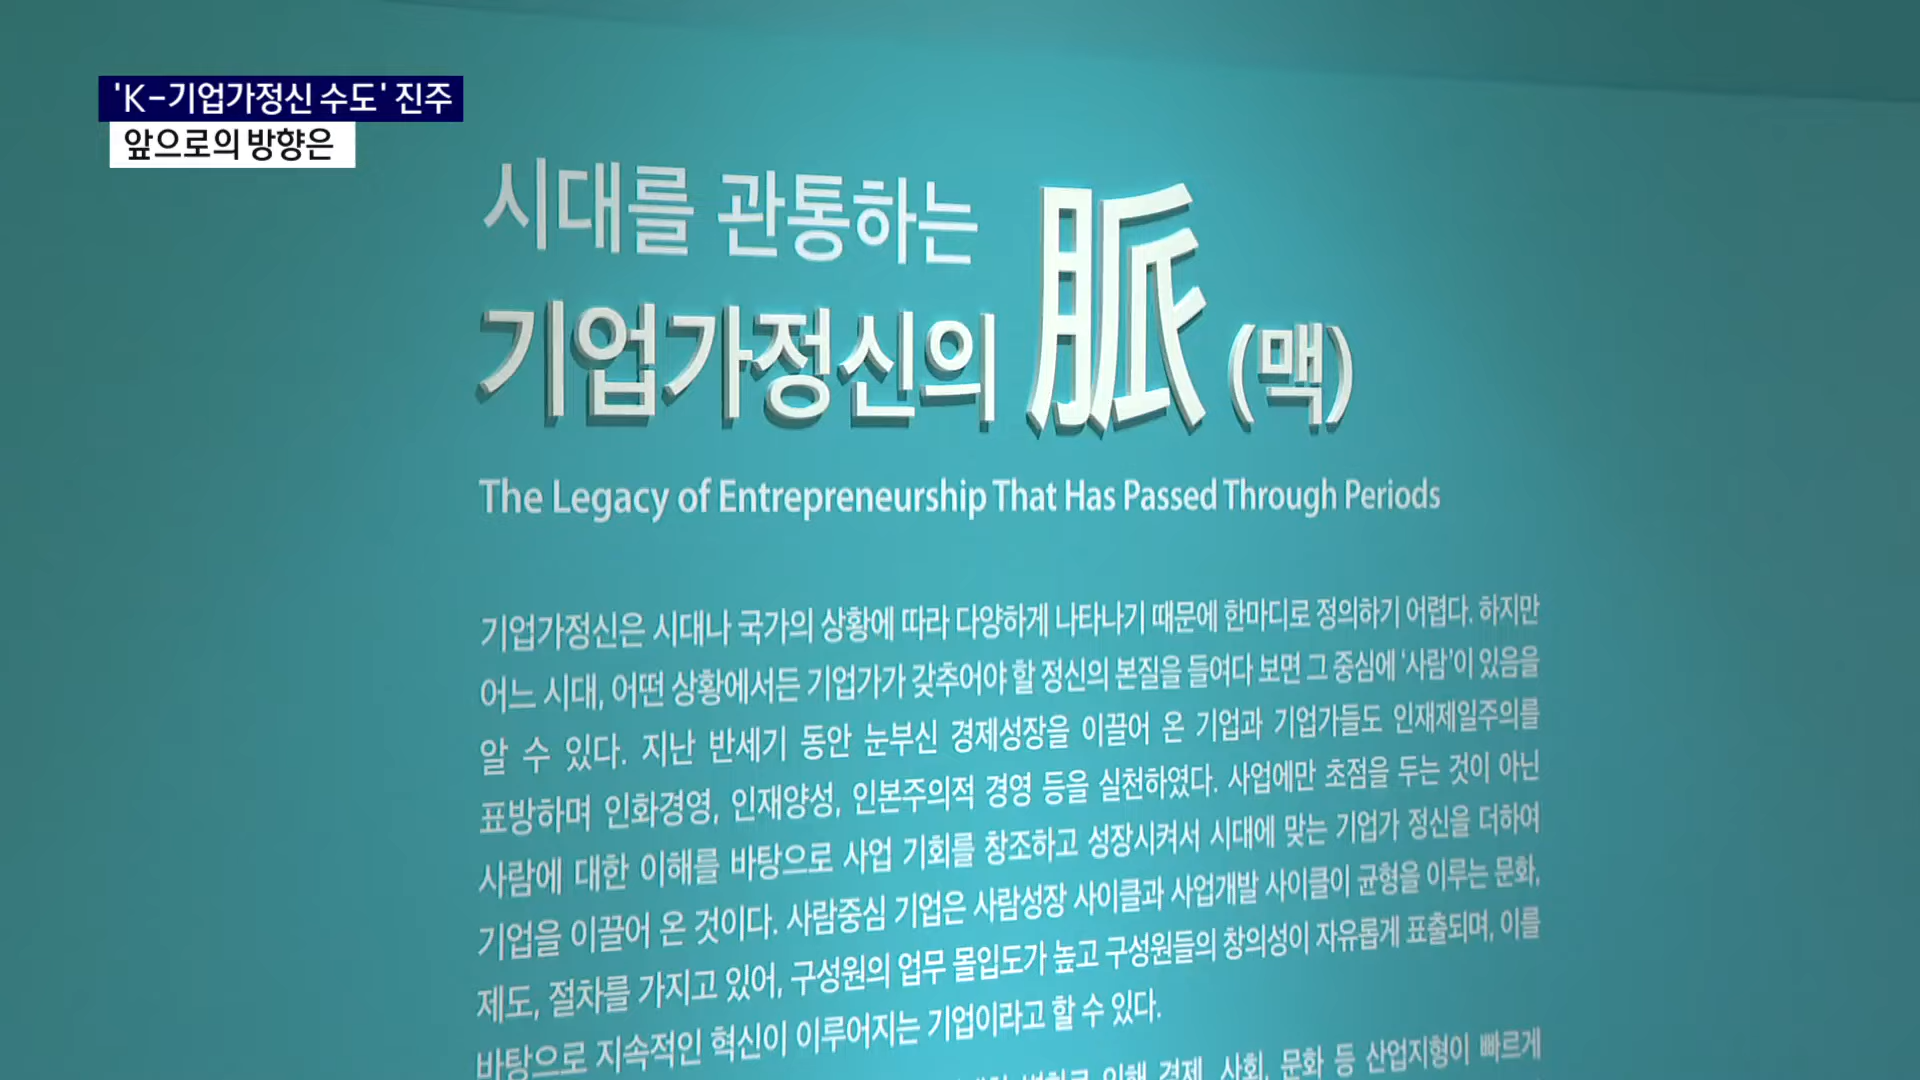 'K-기업가정신 수도' 진주
앞으로의 방향은
시대를 관통하는
기업가정신의 脈 (맥)
The Legacy of Entrepreneurship That Has Passed Through Periods
기업가정신은 시대나 국가의 상황에 따라 다양하게 나타나기 때문에 한마디로 정의하기 어렵다. 하지만
어느 시대, 어떤 상황에서든 기업가가 갖추어야 할 정신의 본질을 들여다 보면 그 중심에 ‘사람’이 있음을
알 수 있다. 지난 반세기 동안 눈부신 경제성장을 이끌어 온 기업과 기업가들도 인재제일주의를
표방하며 인화경영, 인재양성, 인본주의적 경영 등을 실천하였다. 사업에만 초점을 두는 것이 아닌
사람에 대한 이해를 바탕으로 사업 기회를 창조하고 성장시켜서 시대에 맞는 기업가 정신을 더하여
기업을 이끌어 온 것이다. 사람중심 기업은 사람성장 사이클과 사업개발 사이클이 균형을 이루는 문화,
제도, 절차를 가지고 있어, 구성원의 업무 몰입도가 높고 구성원들의 창의성이 자유롭게 표출되며, 이를
바탕으로 지속적인 혁신이 이루어지는 기업이라고 할 수 있다.
인해 경제, 사회, 문화 등 산업지형이 빠르게